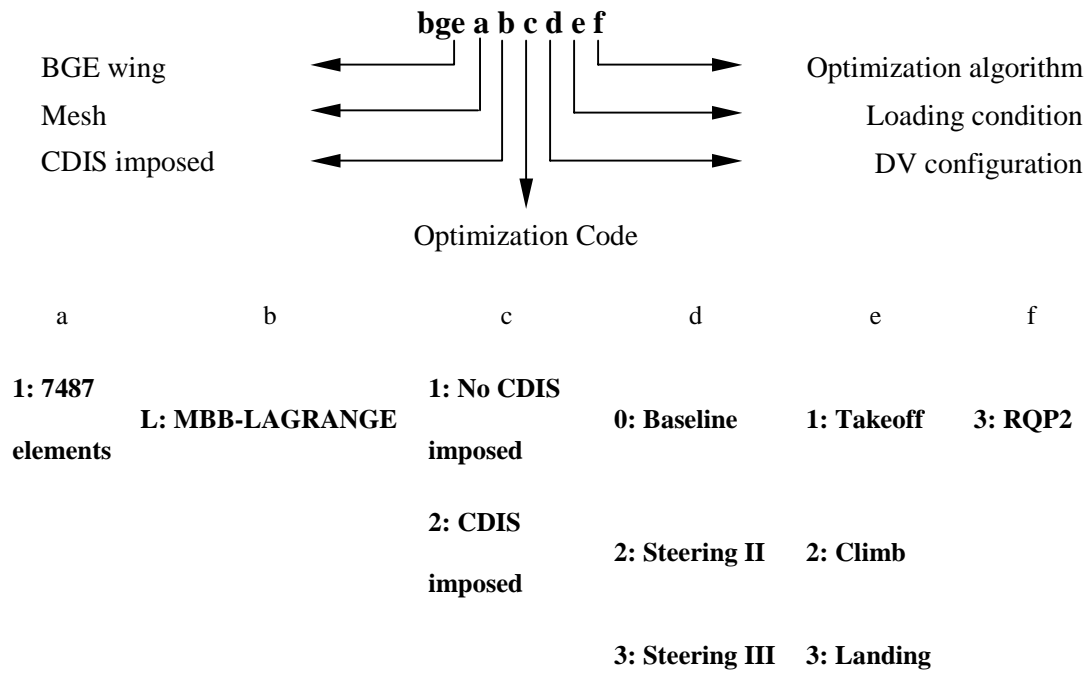 bge a b c d e f
BGE wing Optimization algorithm
Mesh Loading condition
CDIS imposed DV configuration
Optimization Code
a b c d e f
1: 7487 elements L: MBB-LAGRANGE 1: No CDIS imposed 0: Baseline 1: Takeoff 3: RQP2
2: CDIS imposed 2: Steering II 2: Climb
3: Steering III 3: Landing